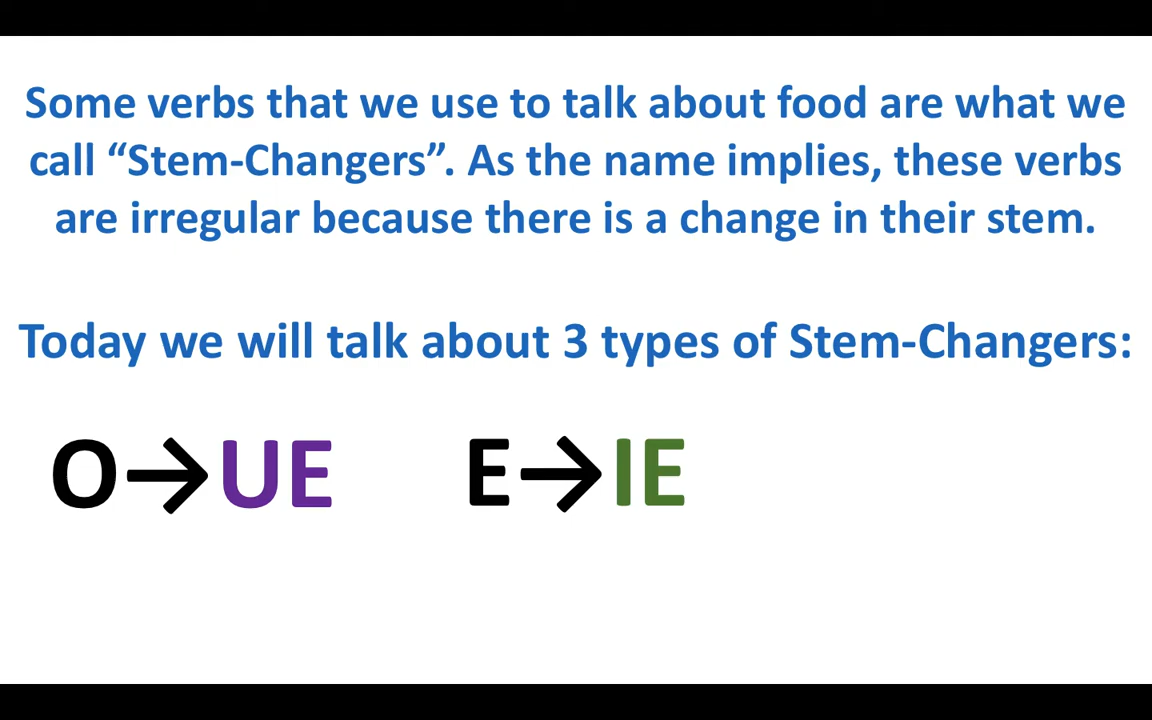 Some verbs that we use to talk about food are what we
call “Stem-Changers”. As the name implies, these verbs
are irregular because there is a change in their stem.
Today we will talk about 3 types of Stem-Changers:
O→UE E→IE